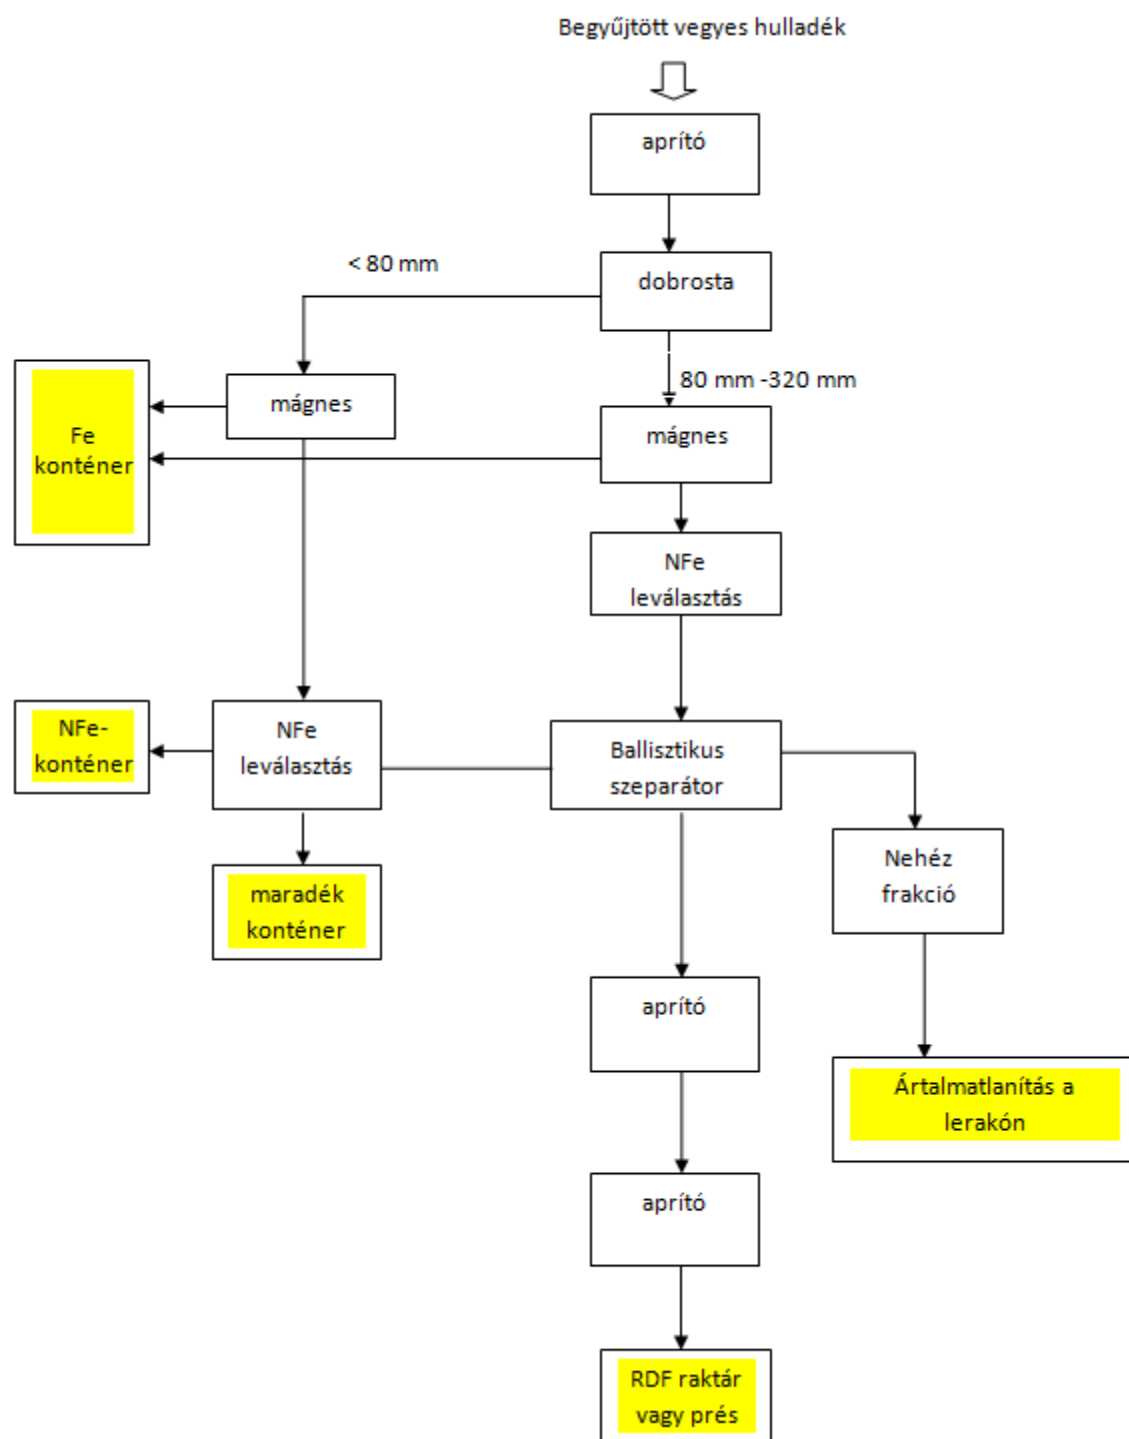 Begyűjtött vegyes hulladék
aprító
< 80 mm
dobrosta
80 mm -320 mm
mágnes
mágnes
Fe
konténer
NFe
leválasztás
NFe-
konténer
NFe
leválasztás
Ballisztikus
szeparátor
Nehéz
frakció
maradék
konténer
aprító
Ártalmatlanítás a
lerakón
aprító
RDF raktár
vagy prés